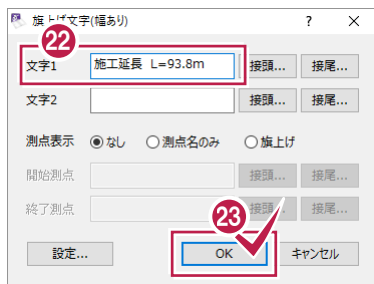 旗上げ文字(幅あり) ? ×
22
文字1 施工延長 L=93.8m 接頭... 接尾...
文字2 接頭... 接尾...
測点表示 なし 測点名のみ 旗上げ
開始測点 接頭... 接尾...
終了測点 接頭... 接尾...
23
設定... OK キャンセル